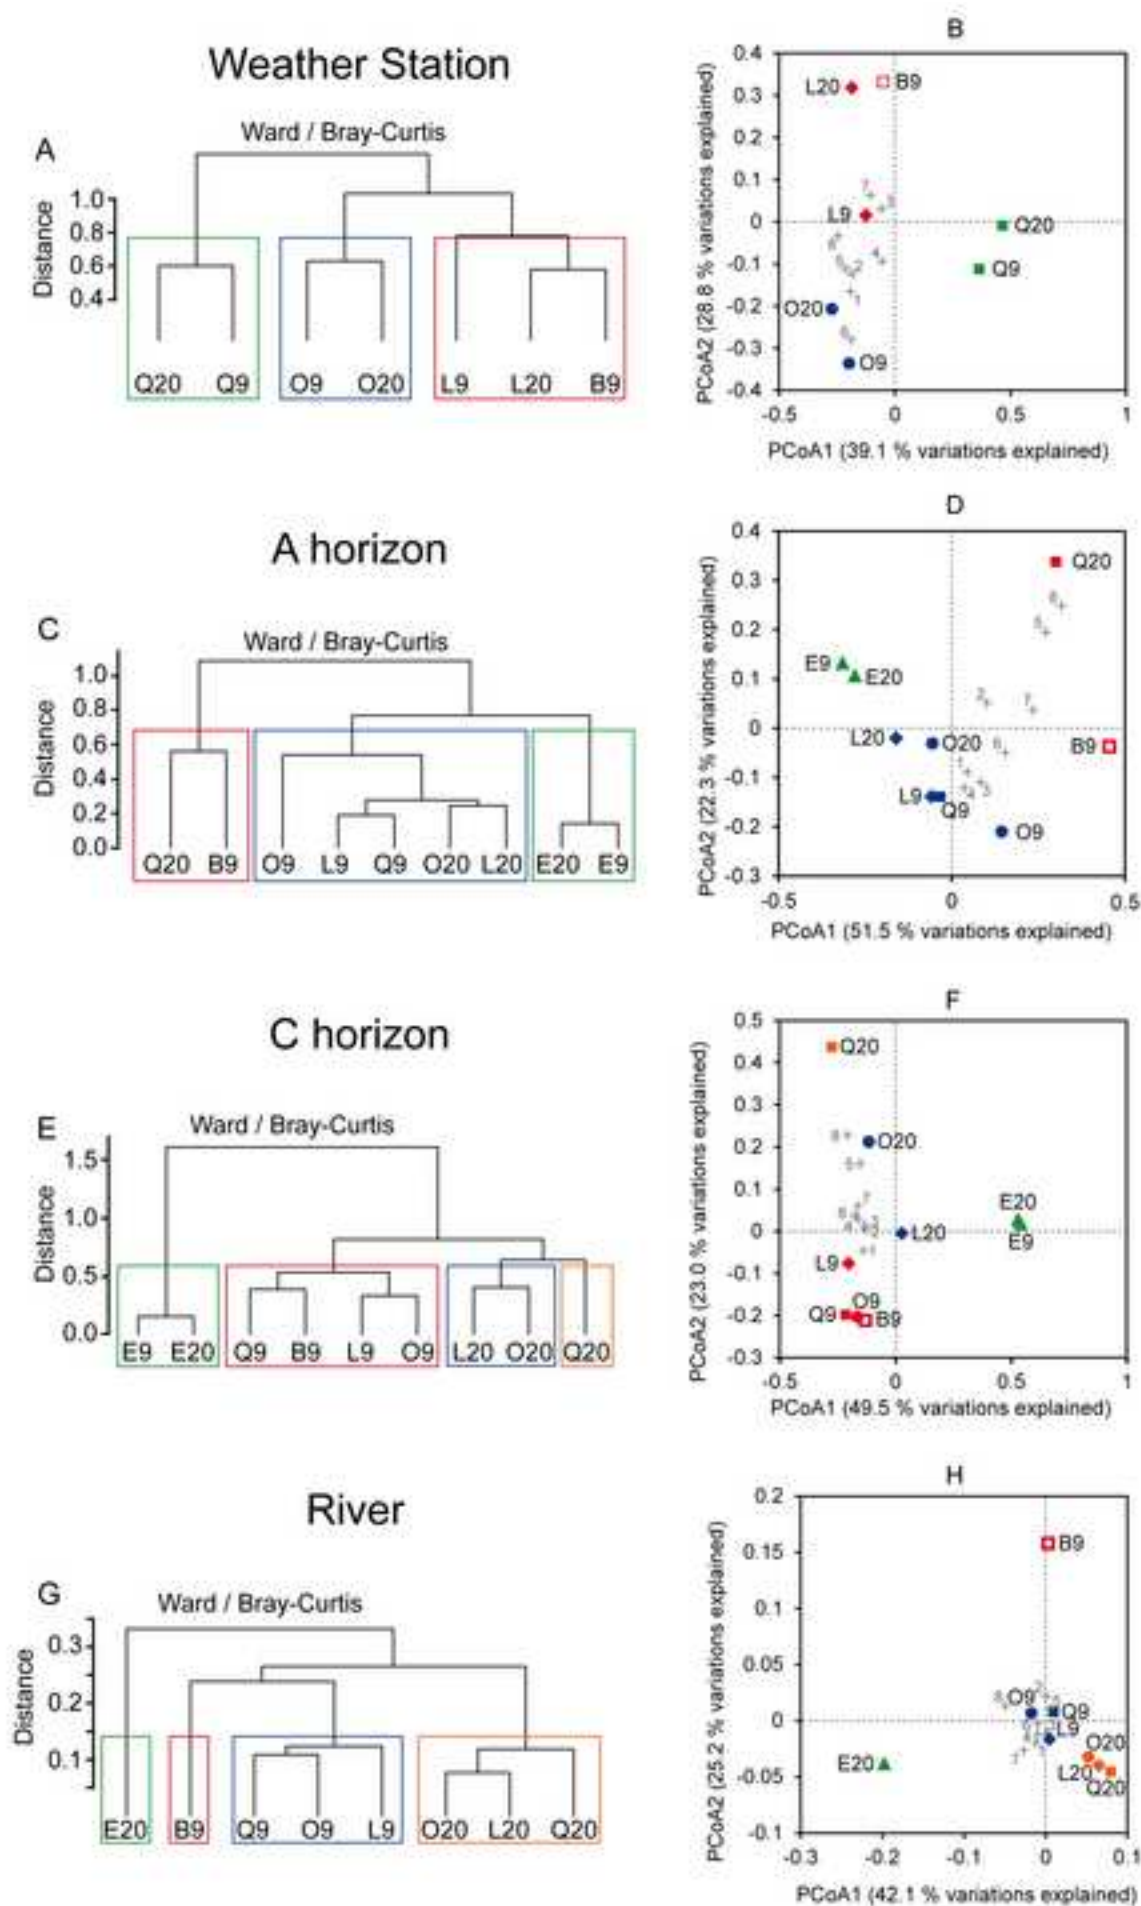 Weather Station
A
Ward / Bray-Curtis
Distance
1.0
0.8
0.6
0.4
Q20 Q9 O9 O20 L9 L20 B9
B
PCoA2 (28.8 % variations explained)
0.4
0.3
0.2
0.1
0
-0.1
-0.2
-0.3
-0.4
L20 B9
L9
Q20
Q9
O20
O9
-0.5 0 0.5 1
PCoA1 (39.1 % variations explained)
A horizon
C
Ward / Bray-Curtis
Distance
1.0
0.8
0.6
0.4
0.2
0.0
Q20 B9 O9 L9 Q9 O20 L20 E20 E9
D
PCoA2 (22.3 % variations explained)
0.4
0.3
0.2
0.1
0
-0.1
-0.2
-0.3
Q20
E9 E20
L20 O20 B9
L9 Q9
O9
-0.5 0 0.5
PCoA1 (51.5 % variations explained)
C horizon
E
Ward / Bray-Curtis
Distance
1.5
1.0
0.5
0.0
E9 E20 Q9 B9 L9 O9 L20 O20 Q20
F
PCoA2 (23.0 % variations explained)
0.5
0.4
0.3
0.2
0.1
0
-0.1
-0.2
-0.3
Q20
O20
E20
L20
E9
L9
O9
Q9 B9
-0.5 0 0.5 1
PCoA1 (49.5 % variations explained)
River
G
Ward / Bray-Curtis
Distance
0.3
0.2
0.1
E20 B9 Q9 O9 L9 O20 L20 Q20
H
PCoA2 (25.2 % variations explained)
0.2
0.15
0.1
0.05
0
-0.05
-0.1
B9
O9 Q9
L9
O20
E20 L20
Q20
-0.3 -0.2 -0.1 0 0.1
PCoA1 (42.1 % variations explained)